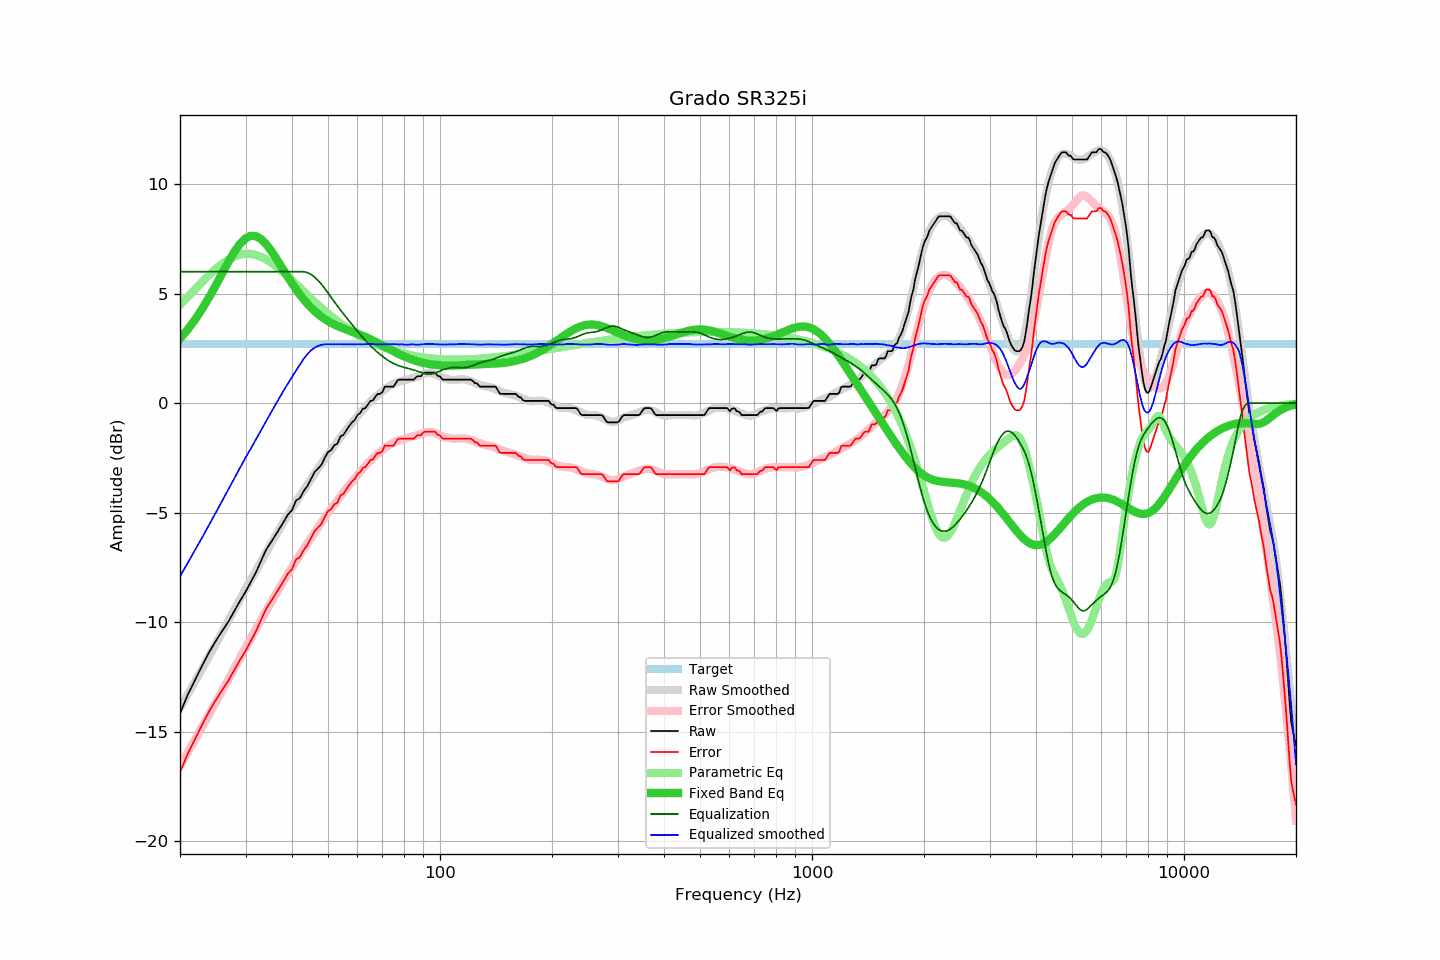 Grado SR325i
10
5
0
−5
−10
−15
−20
Amplitude (dBr)
Target
Raw Smoothed
Error Smoothed
Raw
Error
Parametric Eq
Fixed Band Eq
Equalization
Equalized smoothed
100
1000
10000
Frequency (Hz)